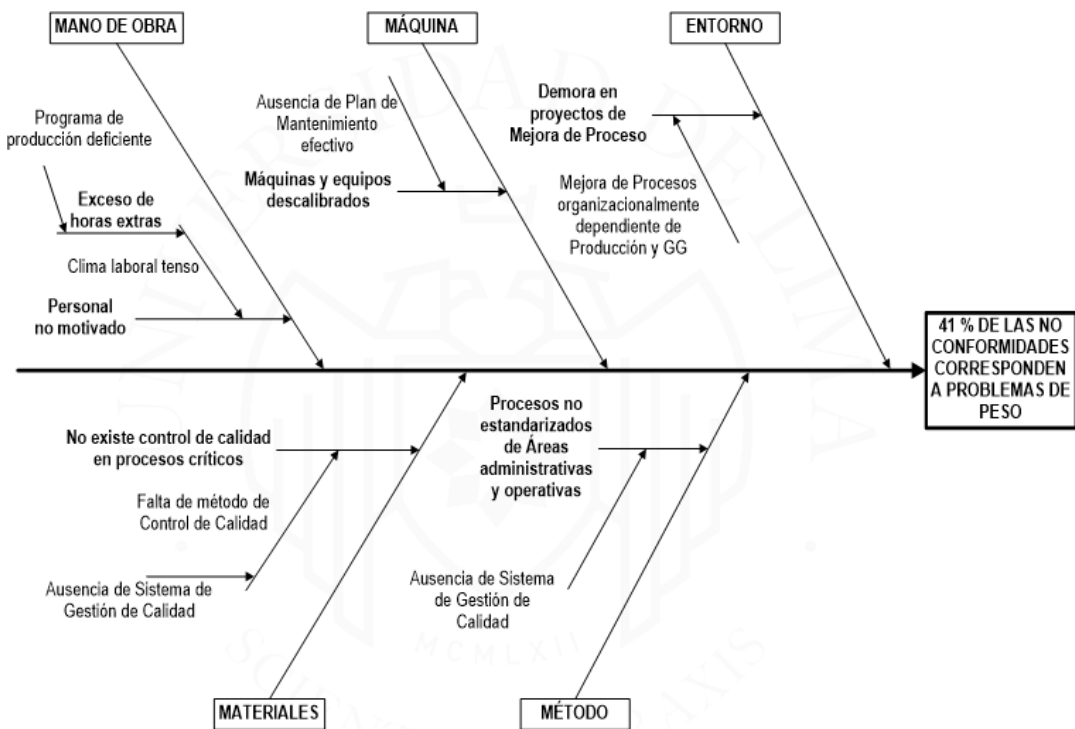 MANO DE OBRA
MÁQUINA
ENTORNO
Programa de
producción deficiente
Exceso de
horas extras
Clima laboral tenso
Personal
no motivado
Ausencia de Plan de
Mantenimiento
efectivo
Máquinas y equipos
descalibrados
Demora en
proyectos de
Mejora de Proceso
Mejora de Procesos
organizacionalmente
dependiente de
Producción y GG
41 % DE LAS NO
CONFORMIDADES
CORRESPONDEN
A PROBLEMAS DE
PESO
No existe control de calidad
en procesos críticos
Falta de método de
Control de Calidad
Ausencia de Sistema de
Gestión de Calidad
Procesos no
estandarizados
de Áreas
administrativas
y operativas
Ausencia de Sistema
de Gestión de
Calidad
MATERIALES
MÉTODO
UNIVERSIDAD DE LIMA
MCMLXII